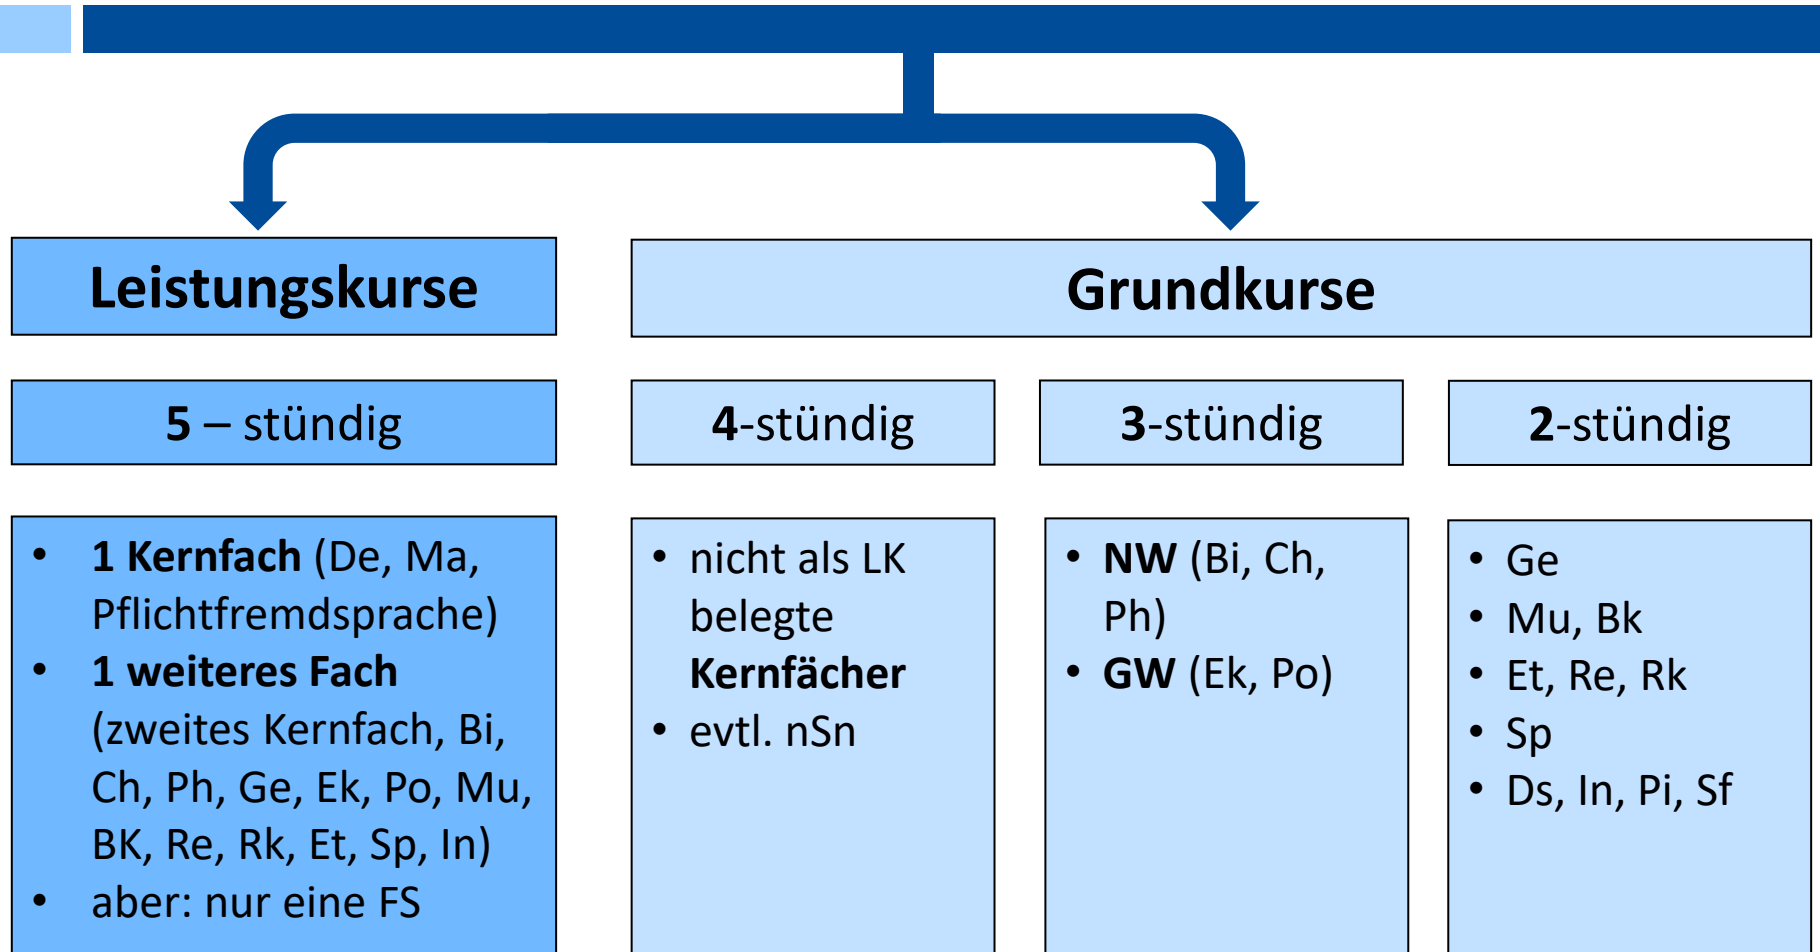 Leistungskurse
Grundkurse
5 – stündig
4-stündig
3-stündig
2-stündig
• 1 Kernfach (De, Ma,
Pflichtfremdsprache)
• 1 weiteres Fach
(zweites Kernfach, Bi,
Ch, Ph, Ge, Ek, Po, Mu,
BK, Re, Rk, Et, Sp, In)
• aber: nur eine FS
• nicht als LK
belegte
Kernfächer
• evtl. nSn
• NW (Bi, Ch,
Ph)
• GW (Ek, Po)
• Ge
• Mu, Bk
• Et, Re, Rk
• Sp
• Ds, In, Pi, Sf